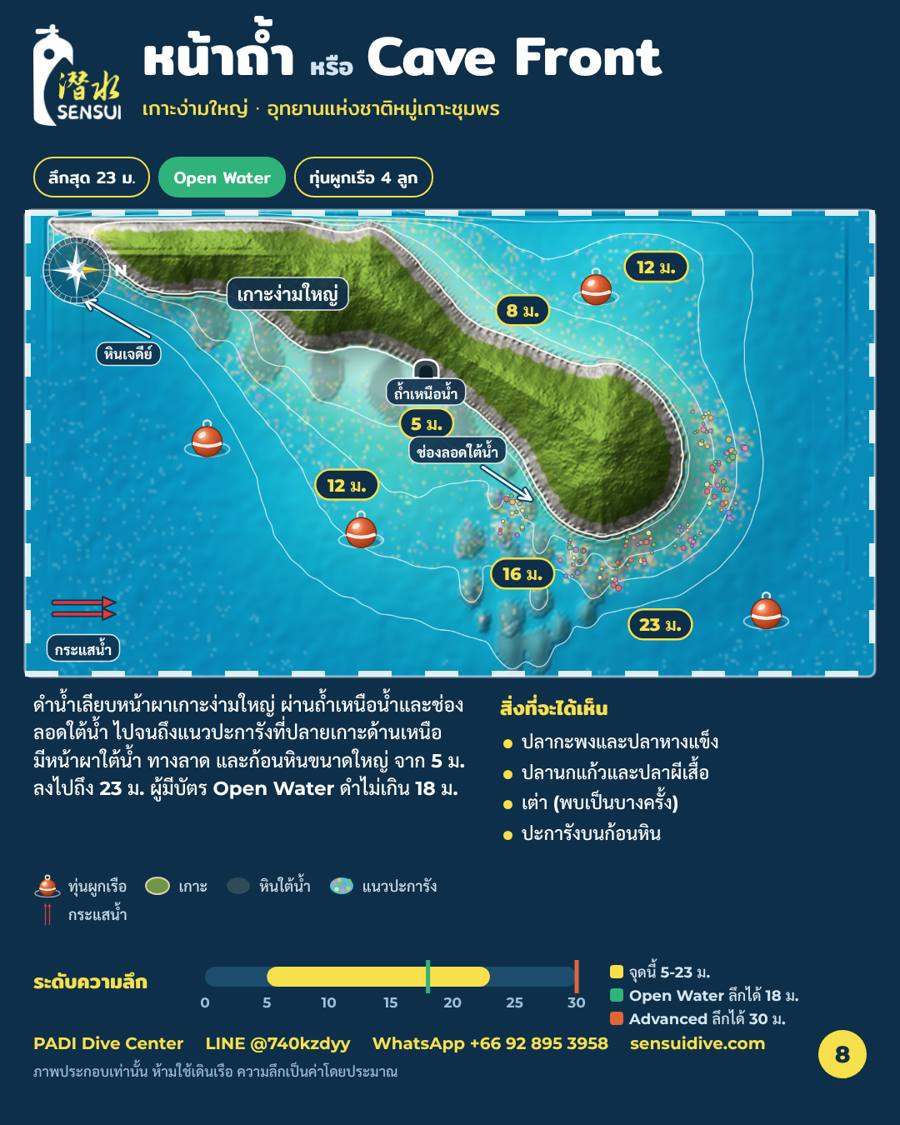 潜水
SENSUI
หน้าถ้ำ หรือ Cave Front
เกาะง่ามใหญ่ · อุทยานแห่งชาติหมู่เกาะชุมพร
ลึกสุด 23 ม.
Open Water
ทุ่นผูกเรือ 4 ลูก
N
12 ม.
เกาะง่ามใหญ่
8 ม.
หินเจดีย์
ถ้ำเหนือน้ำ
5 ม.
ช่องลอดใต้น้ำ
12 ม.
16 ม.
23 ม.
กระแสน้ำ
ดำน้ำเลียบหน้าผาเกาะง่ามใหญ่ ผ่านถ้ำเหนือน้ำและช่อง
ลอดใต้น้ำ ไปจนถึงแนวปะการังที่ปลายเกาะด้านเหนือ
มีหน้าผาใต้น้ำ ทางลาด และก้อนหินขนาดใหญ่ จาก 5 ม.
ลงไปถึง 23 ม. ผู้มีบัตร Open Water ดำไม่เกิน 18 ม.
สิ่งที่จะได้เห็น
ปลากะพงและปลาหางแข็ง
ปลานกแก้วและปลาผีเสื้อ
เต่า (พบเป็นบางครั้ง)
ปะการังบนก้อนหิน
ทุ่นผูกเรือ เกาะ หินใต้น้ำ แนวปะการัง
กระแสน้ำ
ระดับความลึก
0 5 10 15 20 25 30
จุดนี้ 5-23 ม.
Open Water ลึกได้ 18 ม.
Advanced ลึกได้ 30 ม.
PADI Dive Center LINE @740kzdyy WhatsApp +66 92 895 3958 sensuidive.com
ภาพประกอบเท่านั้น ห้ามใช้เดินเรือ ความลึกเป็นค่าโดยประมาณ
8